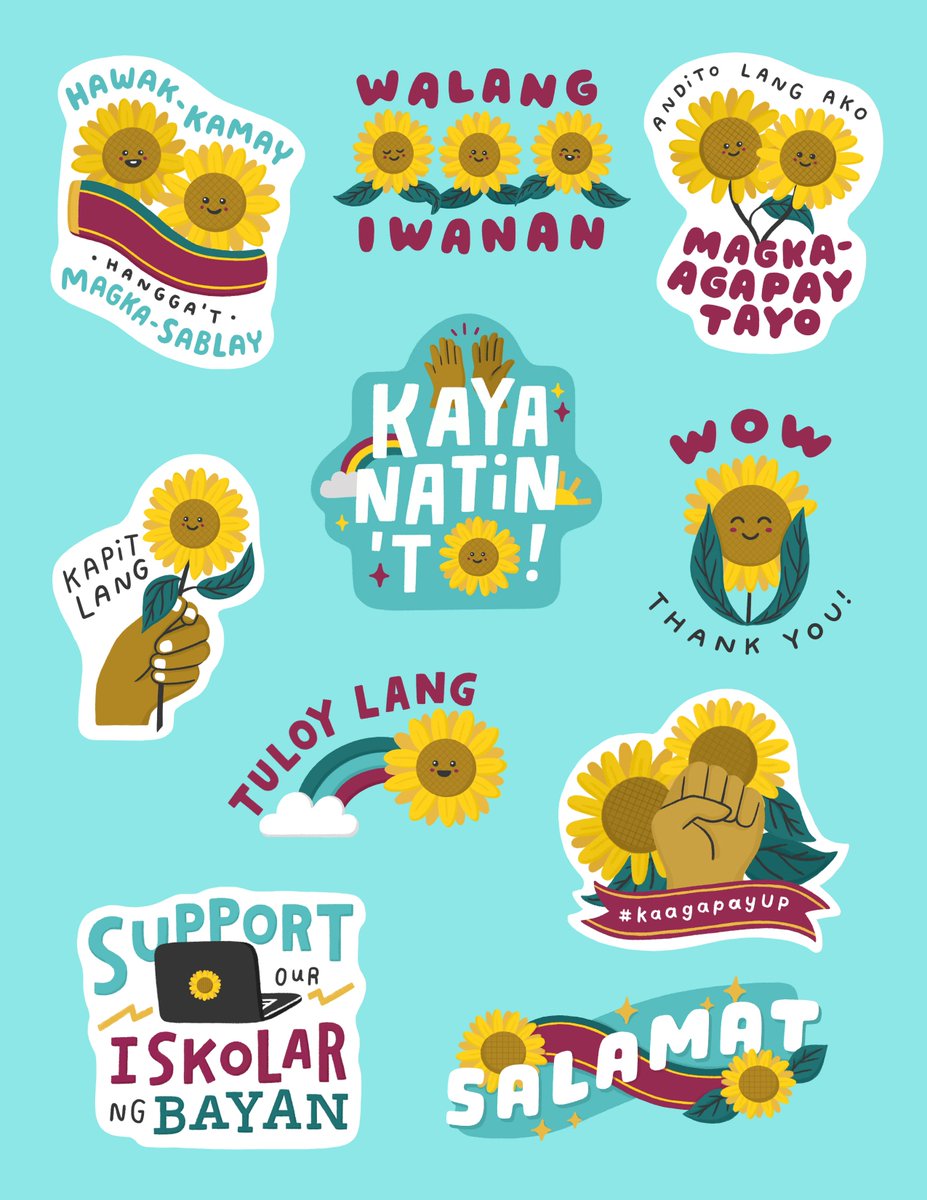 HAWAK-KAMAY
• HANGGA'T •
MAGKA-SABLAY
WALANG
IWANAN
ANDiTO LANG AKO
MAGKA-
AGAPAY
TAYO
KAYA
NATiN
'TO!
WOW
THANK YOU!
KAPiT
LANG
TULOY LANG
#kaagapayUP
SUPPORT
OUR
ISKOLAR
NG BAYAN
SALAMAT